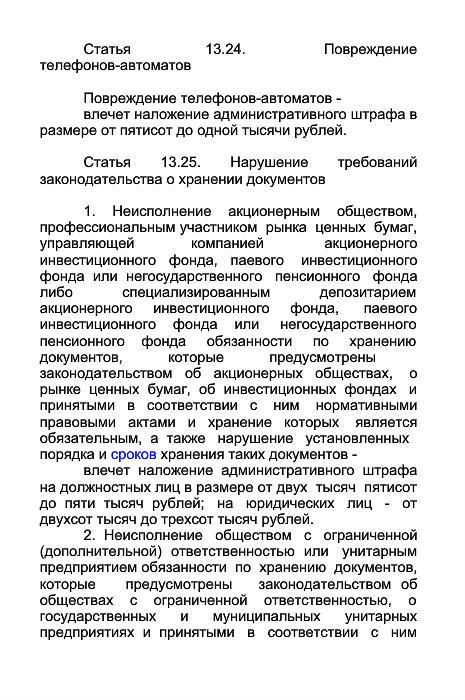 Статья 13.24. Повреждение
телефонов-автоматов
Повреждение телефонов-автоматов -
влечет наложение административного штрафа в
размере от пятисот до одной тысячи рублей.
Статья 13.25. Нарушение требований
законодательства о хранении документов
1. Неисполнение акционерным обществом,
профессиональным участником рынка ценных бумаг,
управляющей компанией акционерного
инвестиционного фонда, паевого инвестиционного
фонда или негосударственного пенсионного фонда
либо специализированным депозитарием
акционерного инвестиционного фонда, паевого
инвестиционного фонда или негосударственного
пенсионного фонда обязанности по хранению
документов, которые предусмотрены
законодательством об акционерных обществах, о
рынке ценных бумаг, об инвестиционных фондах и
принятыми в соответствии с ним нормативными
правовыми актами и хранение которых является
обязательным, а также нарушение установленных
порядка и сроков хранения таких документов -
влечет наложение административного штрафа
на должностных лиц в размере от двух тысяч пятисот
до пяти тысяч рублей; на юридических лиц - от
двухсот тысяч до трехсот тысяч рублей.
2. Неисполнение обществом с ограниченной
(дополнительной) ответственностью или унитарным
предприятием обязанности по хранению документов,
которые предусмотрены законодательством об
обществах с ограниченной ответственностью, о
государственных и муниципальных унитарных
предприятиях и принятыми в соответствии с ним